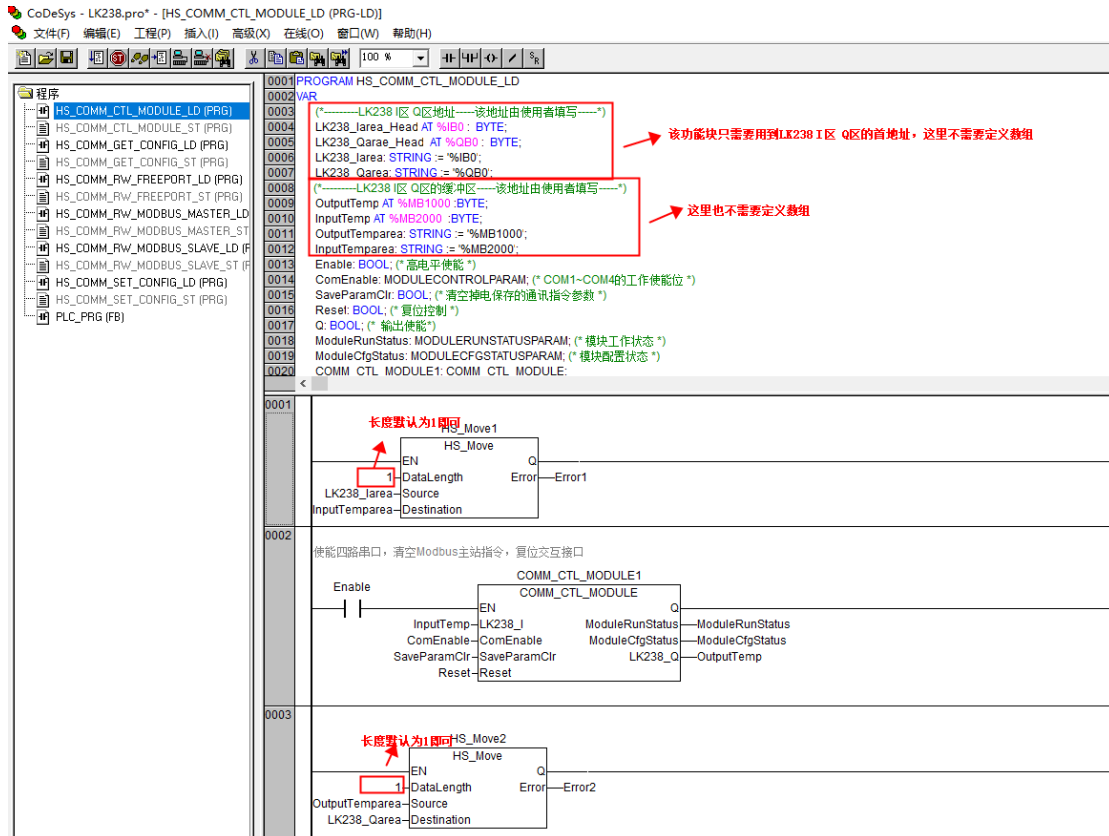 CoDeSys - LK238.pro* - [HS_COMM_CTL_MODULE_LD (PRG-LD)]
文件(F) 编辑(E) 工程(P) 插入(I) 高级(X) 在线(O) 窗口(W) 帮助(H)
100 %
程序
HS_COMM_CTL_MODULE_LD (PRG)
HS_COMM_CTL_MODULE_ST (PRG)
HS_COMM_GET_CONFIG_LD (PRG)
HS_COMM_GET_CONFIG_ST (PRG)
HS_COMM_RW_FREEPORT_LD (PRG)
HS_COMM_RW_FREEPORT_ST (PRG)
HS_COMM_RW_MODBUS_MASTER_LD
HS_COMM_RW_MODBUS_MASTER_ST
HS_COMM_RW_MODBUS_SLAVE_LD (F
HS_COMM_RW_MODBUS_SLAVE_ST (F
HS_COMM_SET_CONFIG_LD (PRG)
HS_COMM_SET_CONFIG_ST (PRG)
PLC_PRG (FB)
0001 PROGRAM HS_COMM_CTL_MODULE_LD
0002 VAR
0003 (*---------LK238 I区 Q区地址-----该地址由使用者填写-----*)
0004 LK238_Iarea_Head AT %IB0 : BYTE;
0005 LK238_Qarae_Head AT %QB0 : BYTE;
0006 LK238_Iarea: STRING := '%IB0';
0007 LK238_Qarea: STRING := '%QB0';
0008 (*---------LK238 I区 Q区的缓冲区-----该地址由使用者填写-----*)
0009 OutputTemp AT %MB1000 :BYTE;
0010 InputTemp AT %MB2000 :BYTE;
0011 OutputTemparea: STRING := '%MB1000';
0012 InputTemparea: STRING := '%MB2000';
0013 Enable: BOOL; (* 高电平使能 *)
0014 ComEnable: MODULECONTROLPARAM; (* COM1~COM4的工作使能位 *)
0015 SaveParamClr: BOOL; (* 清空掉电保存的通讯指令参数 *)
0016 Reset: BOOL; (* 复位控制 *)
0017 Q: BOOL; (* 输出使能*)
0018 ModuleRunStatus: MODULERUNSTATUSPARAM; (* 模块工作状态 *)
0019 ModuleCfgStatus: MODULECFGSTATUSPARAM; (* 模块配置状态 *)
0020 COMM_CTL_MODULE1: COMM_CTL_MODULE;
该功能块只需要用到LK238 I区 Q区的首地址，这里不需要定义数组
这里也不需要定义数组
0001
长度默认为1即可
HS_Move1
HS_Move
EN Q
1 DataLength Error Error1
LK238_Iarea Source
InputTemparea Destination
0002
使能四路串口，清空Modbus主站指令，复位交互接口
COMM_CTL_MODULE1
Enable COMM_CTL_MODULE
EN Q
InputTemp LK238_I ModuleRunStatus ModuleRunStatus
ComEnable ComEnable ModuleCfgStatus ModuleCfgStatus
SaveParamClr SaveParamClr LK238_Q OutputTemp
Reset Reset
0003
长度默认为1即可
HS_Move2
HS_Move
EN Q
1 DataLength Error Error2
OutputTemparea Source
LK238_Qarea Destination